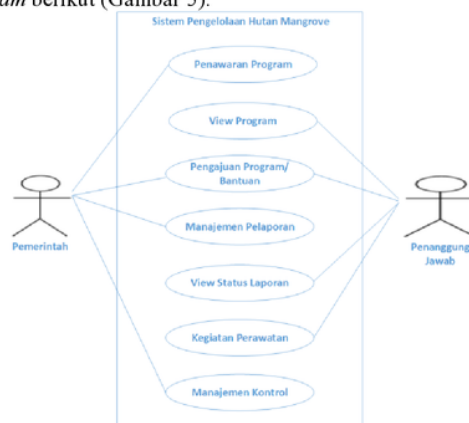 am berikut (Gambar 5).
Sistem Pengelolaan Hutan Mangrove
Penawaran Program
View Program
Pengajuan Program/
Bantuan
Manajemen Pelaporan
Pemerintah
Penanggung
Jawab
View Status Laporan
Kegiatan Perawatan
Manajemen Kontrol